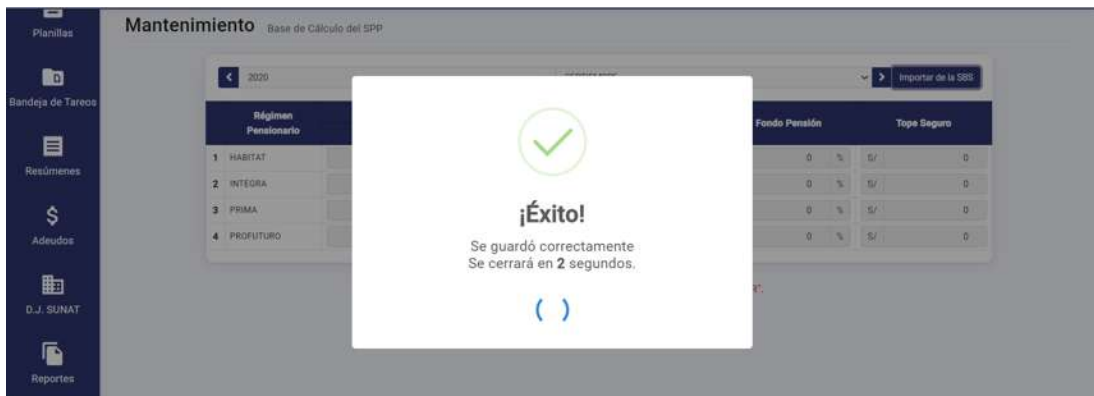 Planillas
Bandeja de Tareos
Resúmenes
Adeudos
D.J. SUNAT
Reportes
Mantenimiento Base de Cálculo del SPP
2020
Importar de la SBS
Régimen Pensionario
Fondo Pensión
Tope Seguro
1 HABITAT 0 % S/ 0
2 INTEGRA 0 % S/ 0
3 PRIMA 0 % S/ 0
4 PROFUTURO 0 % S/ 0
¡Éxito!
Se guardó correctamente
Se cerrará en 2 segundos.